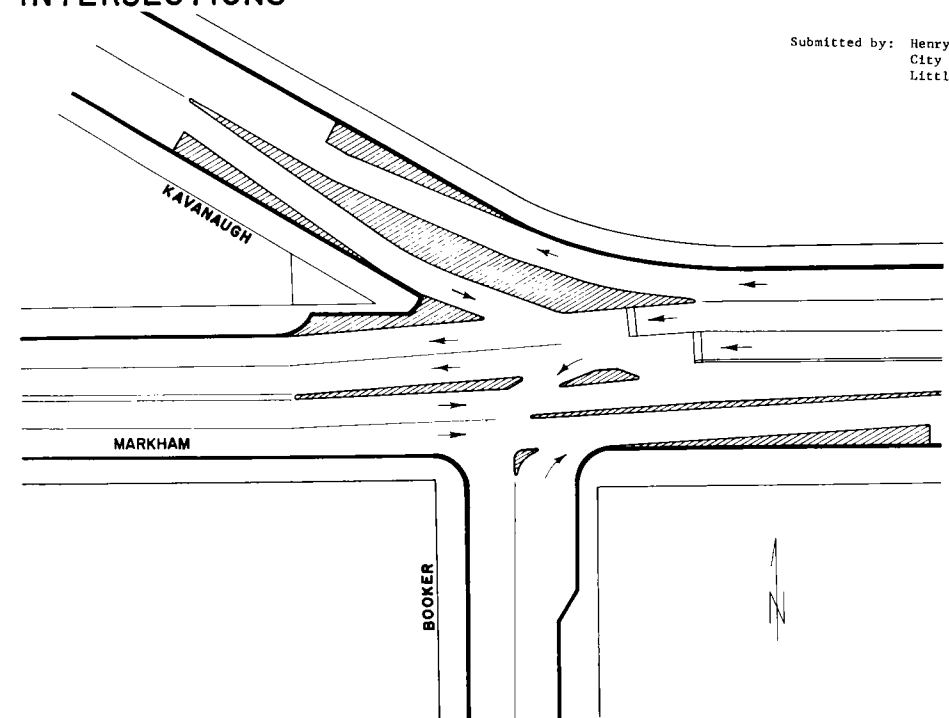 Submitted by: Henry
City
Littl
KAVANAUGH
MARKHAM
BOOKER
N